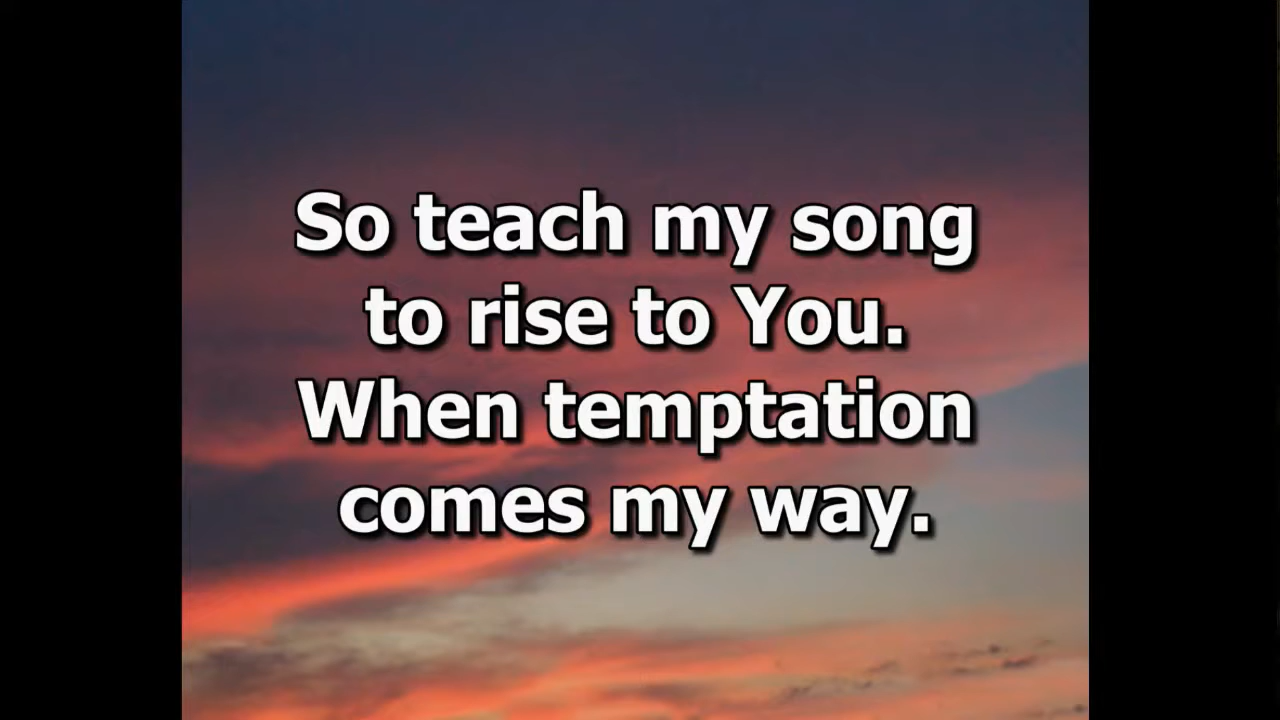 So teach my song
to rise to You.
When temptation
comes my way.